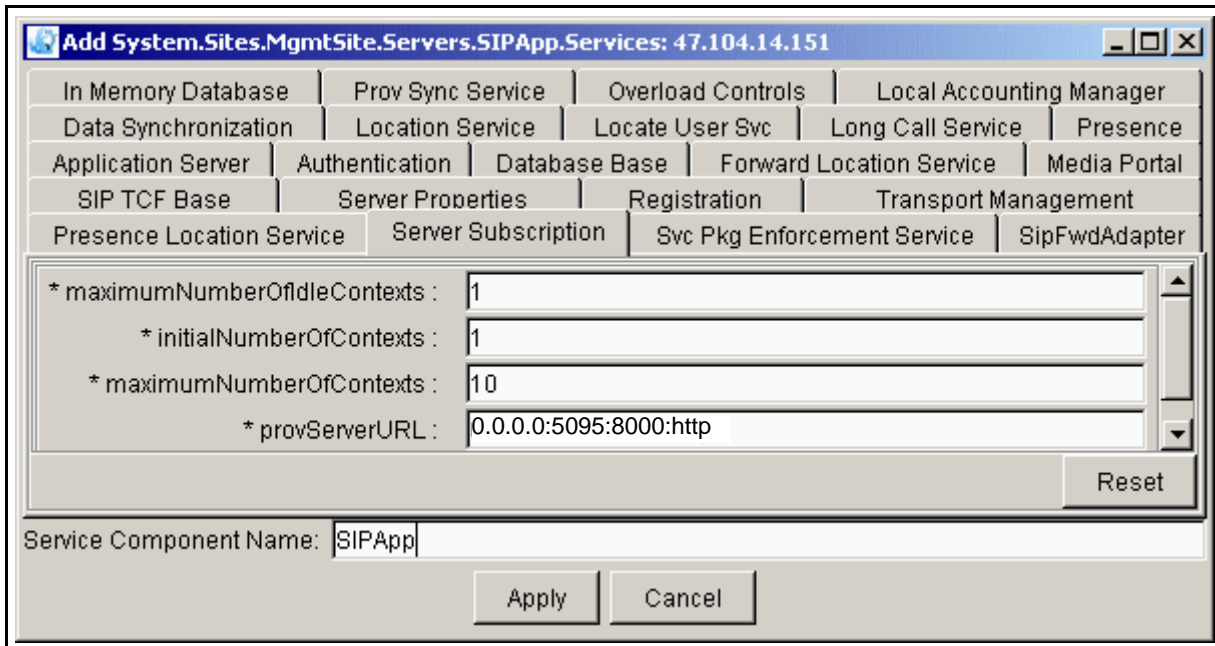 Add System.Sites.MgmtSite.Servers.SIPApp.Services: 47.104.14.151
In Memory Database Prov Sync Service Overload Controls Local Accounting Manager
Data Synchronization Location Service Locate User Svc Long Call Service Presence
Application Server Authentication Database Base Forward Location Service Media Portal
SIP TCF Base Server Properties Registration Transport Management
Presence Location Service Server Subscription Svc Pkg Enforcement Service SipFwdAdapter
* maximumNumberOfIdleContexts : 1
* initialNumberOfContexts : 1
* maximumNumberOfContexts : 10
* provServerURL : 0.0.0.0:5095:8000:http
Reset
Service Component Name: SIPApp
Apply Cancel